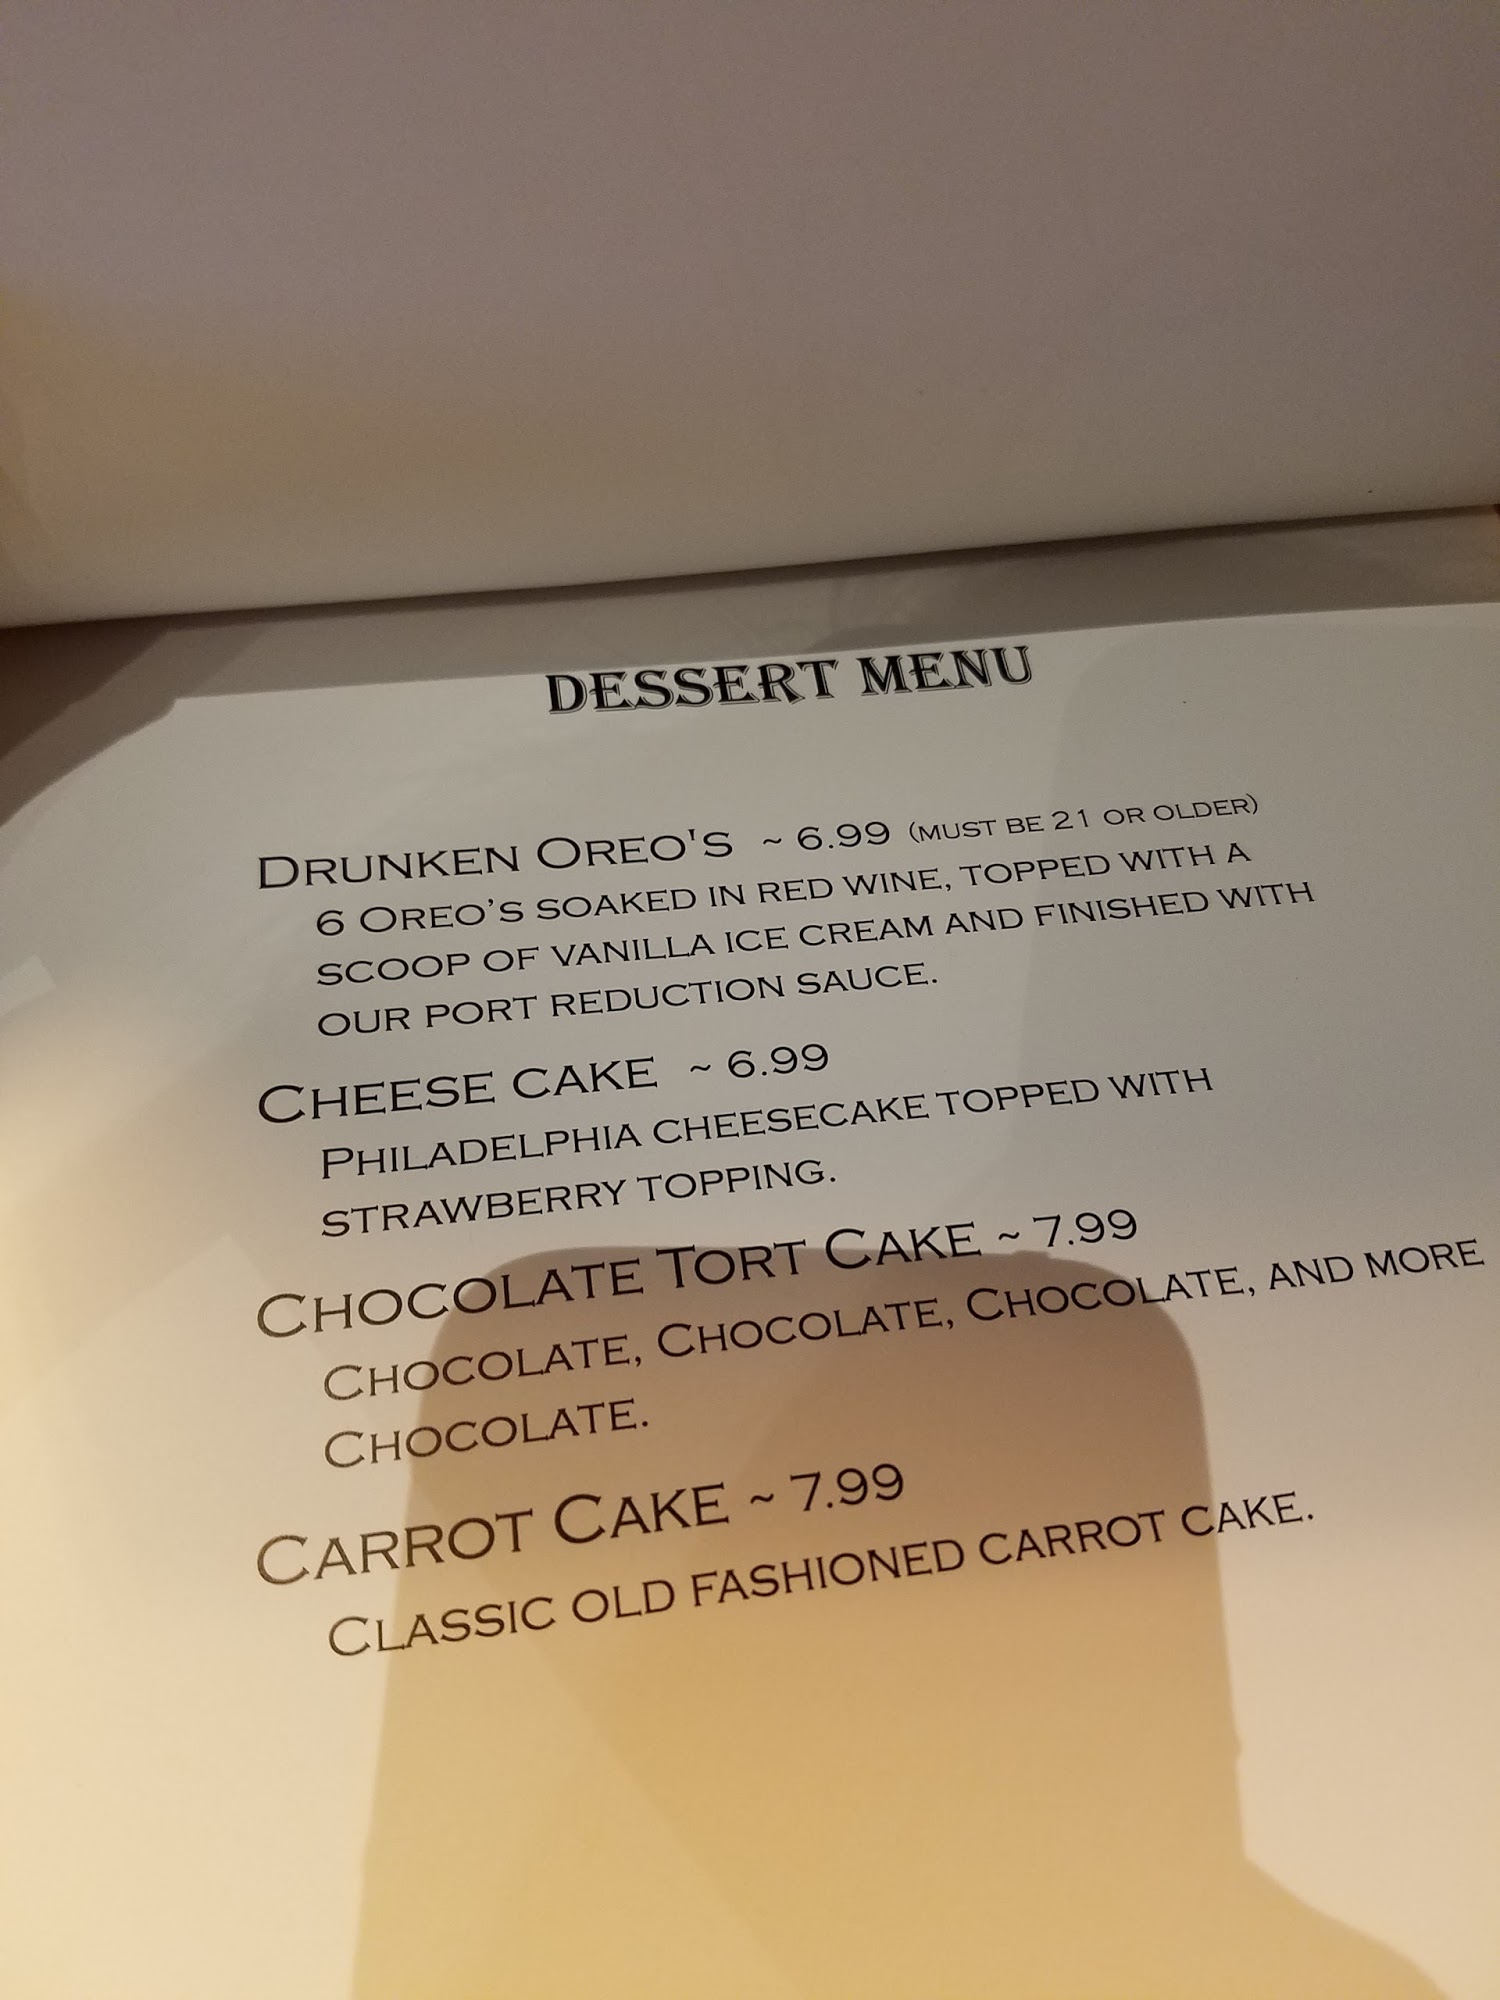 DESSERT MENU
DRUNKEN OREO'S ~ 6.99 (MUST BE 21 OR OLDER)
6 OREO'S SOAKED IN RED WINE, TOPPED WITH A
SCOOP OF VANILLA ICE CREAM AND FINISHED WITH
OUR PORT REDUCTION SAUCE.
CHEESE CAKE ~ 6.99
PHILADELPHIA CHEESECAKE TOPPED WITH
STRAWBERRY TOPPING.
CHOCOLATE TORT CAKE ~ 7.99
CHOCOLATE, CHOCOLATE, CHOCOLATE, AND MORE
CHOCOLATE.
CARROT CAKE ~ 7.99
CLASSIC OLD FASHIONED CARROT CAKE.